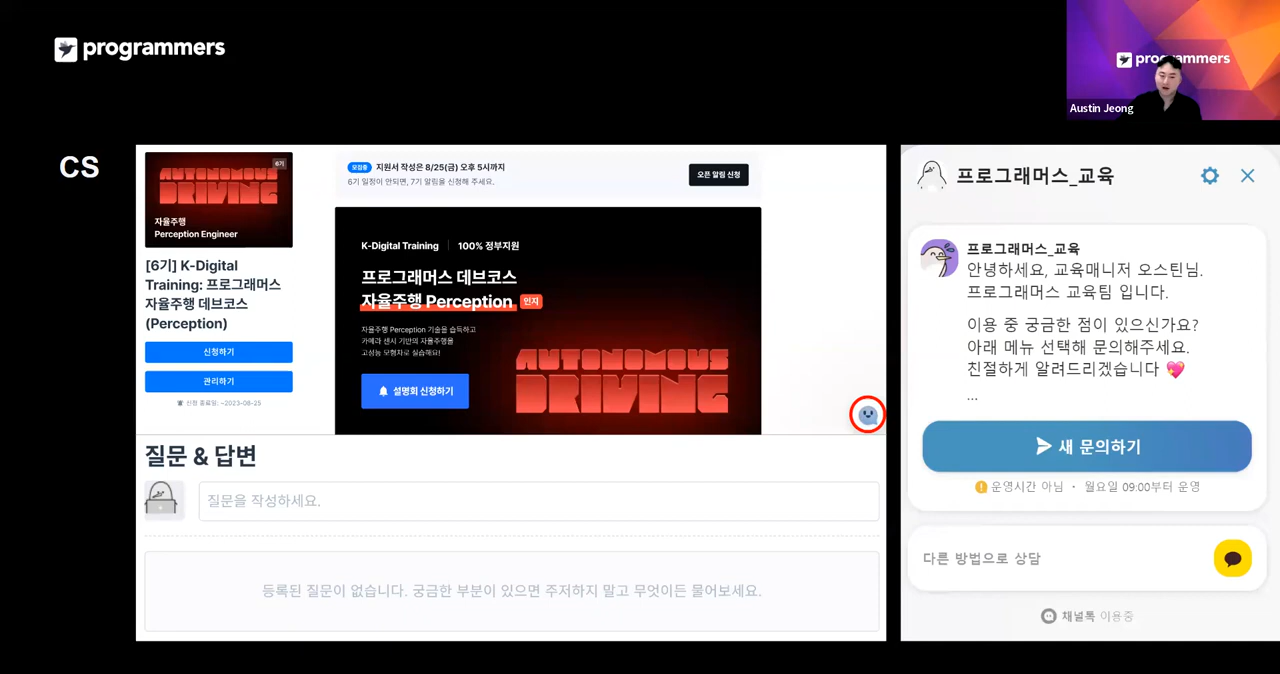 programmers
programmers
Austin Jeong
CS
6기
AUTONOMOUS
DRIVING
자율주행
Perception Engineer
[6기] K-Digital
Training: 프로그래머스
자율주행 데브코스
(Perception)
신청하기
관리하기
신청 종료일: ~2023-08-25
모집중 지원서 작성은 8/25(금) 오후 5시까지
6기 일정이 안되면, 7기 알림을 신청해 주세요.
오픈 알림 신청
K-Digital Training 100% 정부지원
프로그래머스 데브코스
자율주행 Perception 인지
자율주행 Perception 기술을 습득하고
카메라 센시 기반의 자율주행을
고성능 모형차로 실습해요!
설명회 신청하기
AUTONOMOUS
DRIVING
질문 & 답변
질문을 작성하세요.
등록된 질문이 없습니다. 궁금한 부분이 있으면 주저하지 말고 무엇이든 물어보세요.
프로그래머스_교육
프로그래머스_교육
안녕하세요, 교육매니저 오스틴님.
프로그래머스 교육팀 입니다.
이용 중 궁금한 점이 있으신가요?
아래 메뉴 선택해 문의해주세요.
친절하게 알려드리겠습니다 💖
...
새 문의하기
운영시간 아님 · 월요일 09:00부터 운영
다른 방법으로 상담
채널톡 이용중